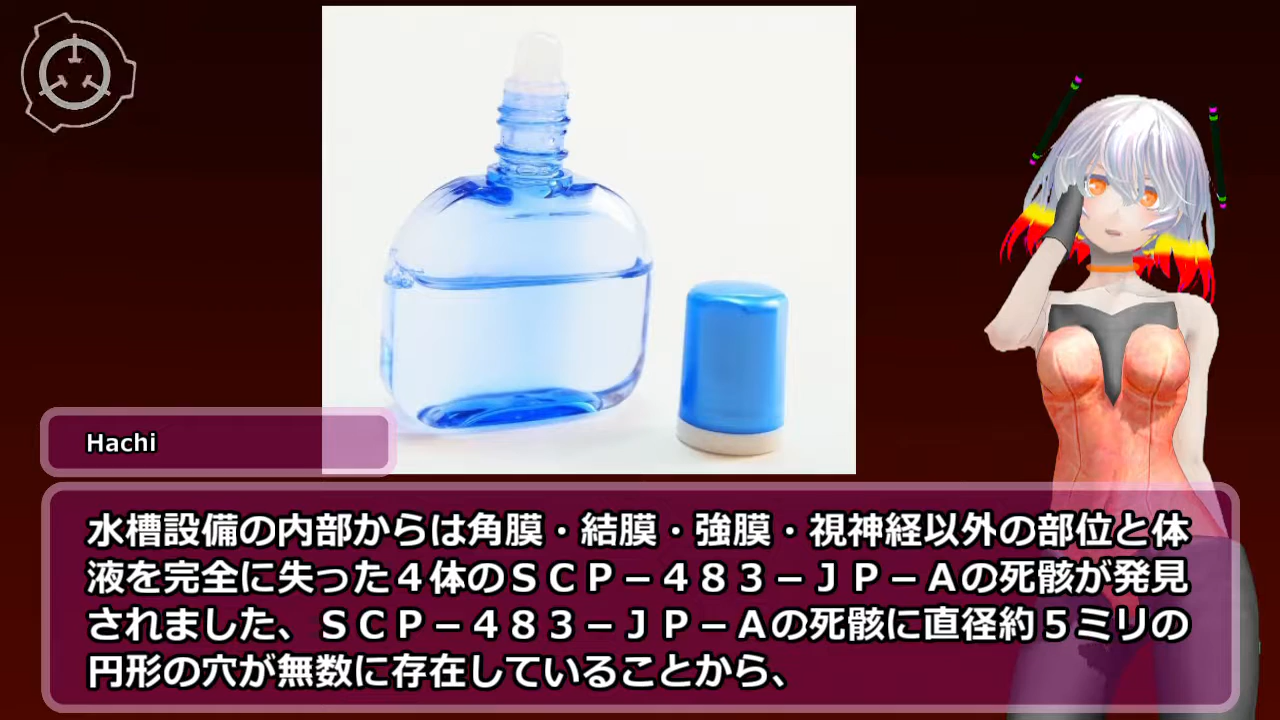 Hachi
水槽設備の内部からは角膜・結膜・強膜・視神経以外の部位と体
液を完全に失った４体のＳＣＰ－４８３－ＪＰ－Ａの死骸が発見
されました、ＳＣＰ－４８３－ＪＰ－Ａの死骸に直径約５ミリの
円形の穴が無数に存在していることから、